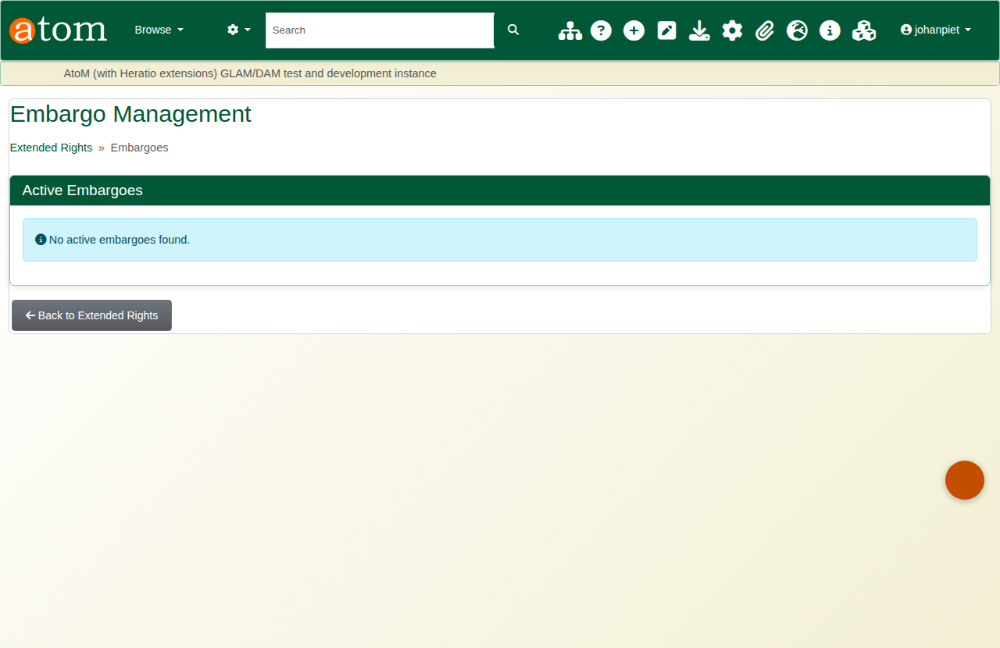 atom
Browse
Search
johanpiet
AtoM (with Heratio extensions) GLAM/DAM test and development instance
Embargo Management
Extended Rights » Embargoes
Active Embargoes
No active embargoes found.
Back to Extended Rights